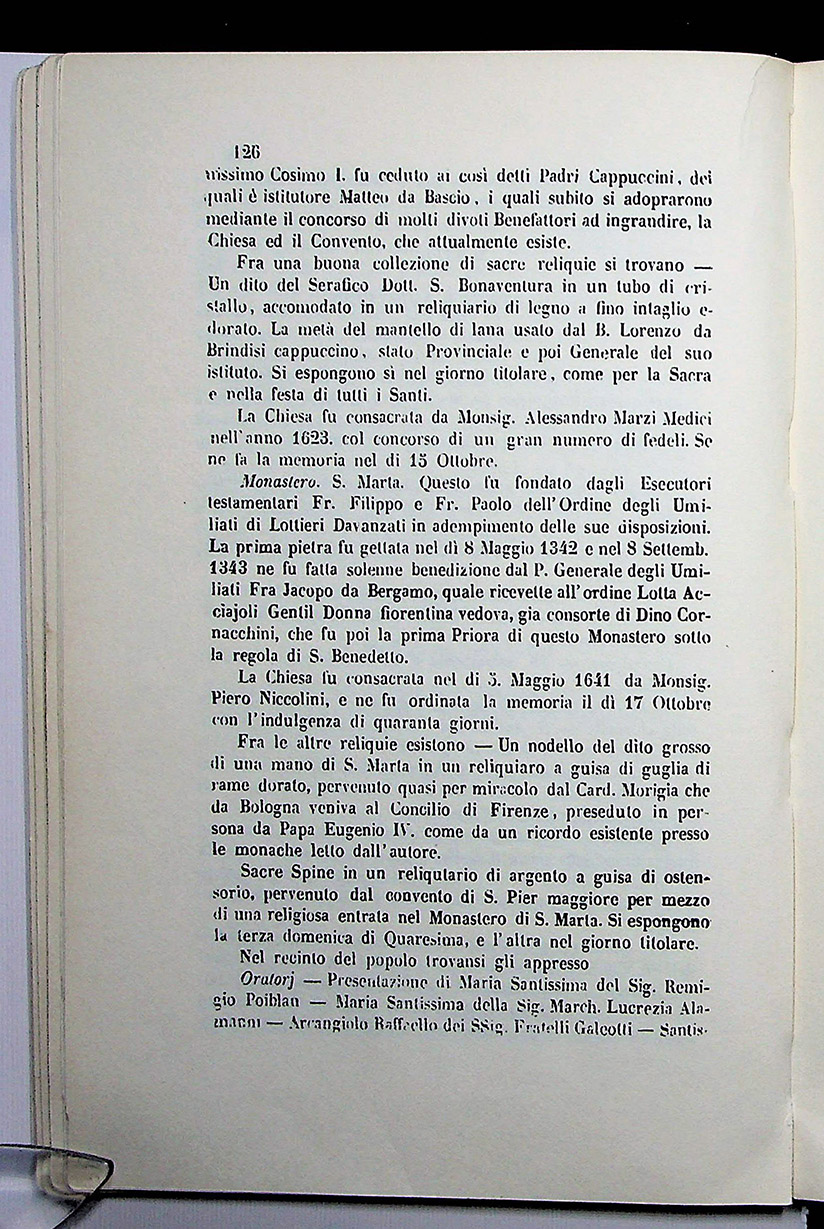 126
nissimo Cosimo I. fu ceduto ai così detti Padri Cappuccini, dei
quali è istitutore Matteo da Bascio, i quali subito si adoprarono
mediante il concorso di molti divoti Benefattori ad ingrandire, la
Chiesa ed il Convento, che attualmente esiste.
Fra una buona collezione di sacre reliquie si trovano —
Un dito del Serafico Dott. S. Bonaventura in un tubo di cri-
stallo, accomodato in un reliquiario di legno a fino intaglio e-
dorato. La metà del mantello di lana usato dal B. Lorenzo da
Brindisi cappuccino, stato Provinciale e poi Generale del suo
istituto. Si espongono sì nel giorno titolare, come per la Sacra
e nella festa di tutti i Santi.
La Chiesa fu consacrata da Monsig. Alessandro Marzi Medici
nell'anno 1623. col concorso di un gran numero di fedeli. Se
ne fa la memoria nel di 15 Ottobre.
Monastero. S. Marta. Questo fu fondato dagli Esecutori
testamentari Fr. Filippo e Fr. Paolo dell'Ordine degli Umi-
liati di Lottieri Davanzati in adempimento delle sue disposizioni.
La prima pietra fu gettata nel dì 8 Maggio 1342 e nel 8 Settemb.
1343 ne fu fatta solenne benedizione dal P. Generale degli Umi-
liati Fra Jacopo da Bergamo, quale ricevette all'ordine Lotta Ac-
ciajoli Gentil Donna fiorentina vedova, gia consorte di Dino Cor-
nacchini, che fu poi la prima Priora di questo Monastero sotto
la regola di S. Benedetto.
La Chiesa fu consacrata nel di 5. Maggio 1641 da Monsig.
Piero Niccolini, e ne fu ordinata la memoria il dì 17 Ottobre
con l'indulgenza di quaranta giorni.
Fra le altre reliquie esistono — Un nodello del dito grosso
di una mano di S. Marta in un reliquiaro a guisa di guglia di
rame dorato, pervenuto quasi per miracolo dal Card. Morigia che
da Bologna veniva al Concilio di Firenze, preseduto in per-
sona da Papa Eugenio IV. come da un ricordo esistente presso
le monache letto dall'autore.
Sacre Spine in un reliqutario di argento a guisa di osten-
sorio, pervenuto dal convento di S. Pier maggiore per mezzo
di una religiosa entrata nel Monastero di S. Marta. Si espongono
la terza domenica di Quaresima, e l'altra nel giorno titolare.
Nel recinto del popolo trovansi gli appresso
Oratorj — Presentazione di Maria Santissima del Sig. Remi-
gio Poiblan — Maria Santissima della Sig. March. Lucrezia Ala-
manni — Arcangiolo Raffaello dei SSig. Fratelli Galeotti — Santis-